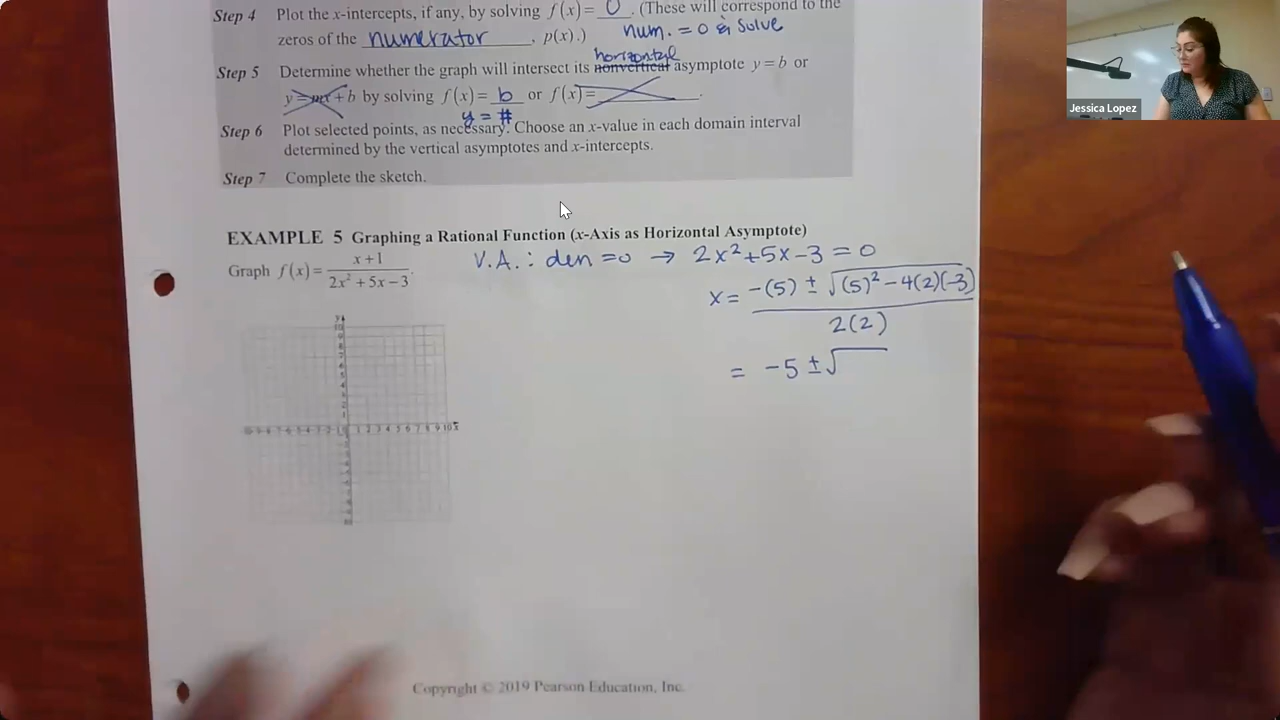 Step 4 Plot the x-intercepts, if any, by solving f(x) = 0. (These will correspond to the
zeros of the numerator, p(x).) num. = 0 & solve
horizontal
Step 5 Determine whether the graph will intersect its nonvertical asymptote y = b or
y = mx + b by solving f(x) = b or f(x) = .
y = #
Step 6 Plot selected points, as necessary. Choose an x-value in each domain interval
determined by the vertical asymptotes and x-intercepts.
Step 7 Complete the sketch.
EXAMPLE 5 Graphing a Rational Function (x-Axis as Horizontal Asymptote)
Graph f(x) = (x + 1)/(2x² + 5x − 3).
V.A.: den = 0 → 2x² + 5x − 3 = 0
x = (-(5) ± √((5)² − 4(2)(-3)))/(2(2))
= -5 ± √
Copyright © 2019 Pearson Education, Inc.
Jessica Lopez